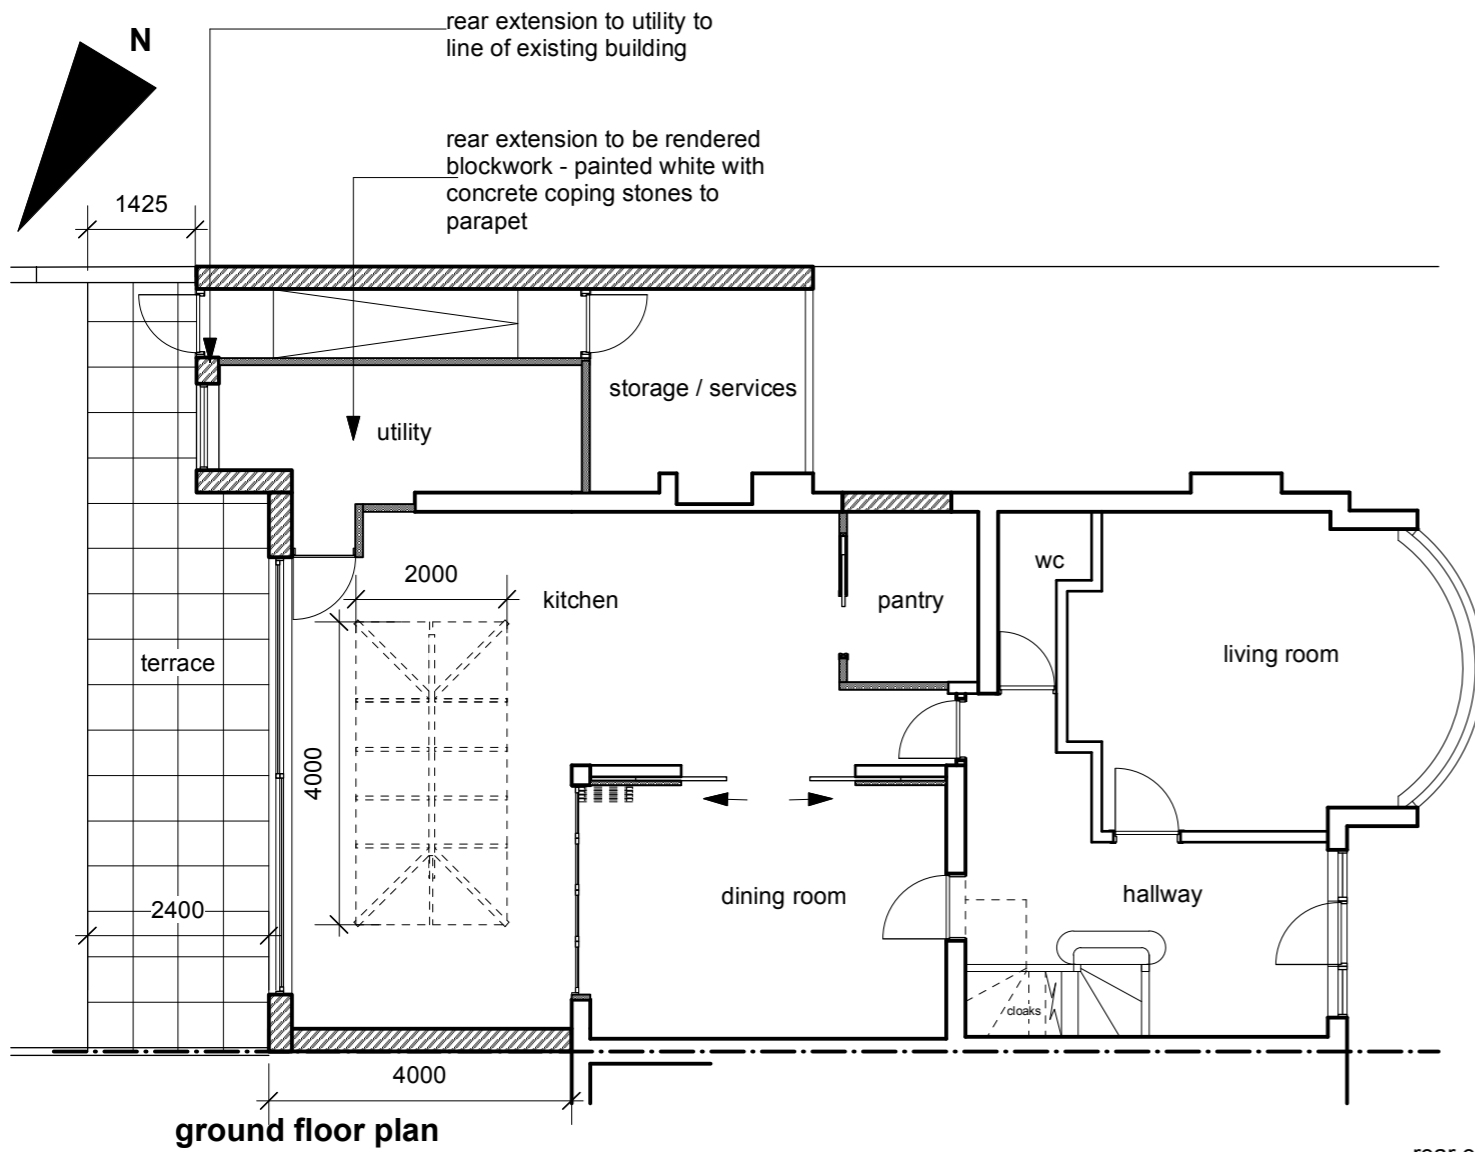 rear extension to utility to
line of existing building
N
rear extension to be rendered
blockwork - painted white with
concrete coping stones to
parapet
1425
storage / services
utility
wc
2000
kitchen
pantry
living room
terrace
4000
dining room
hallway
2400
cloaks
4000
ground floor plan